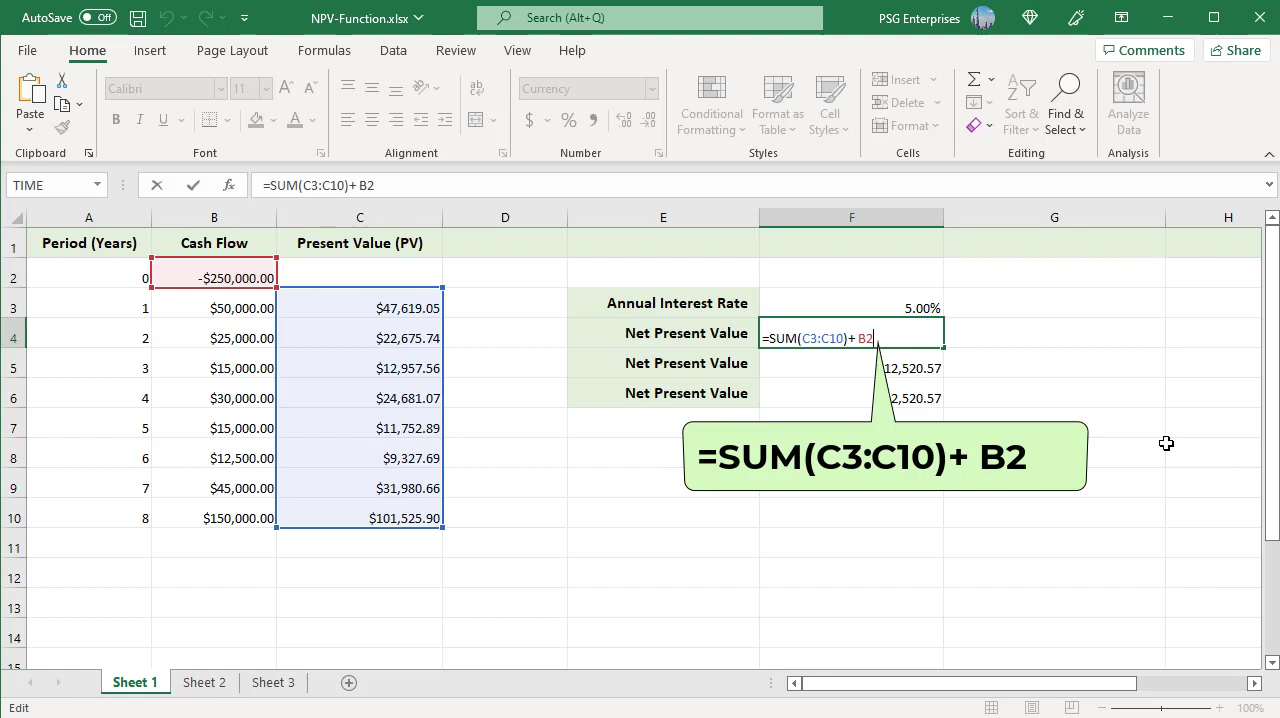 AutoSave Off NPV-Function.xlsx Search (Alt+Q) PSG Enterprises
File Home Insert Page Layout Formulas Data Review View Help Comments Share
Paste Calibri 11 Currency Conditional Formatting Format as Table Cell Styles Insert Delete Format Sort & Filter Find & Select Analyze Data
B I U $ % 9
Clipboard Font Alignment Number Styles Cells Editing Analysis
TIME fx =SUM(C3:C10)+ B2
A B C D E F G H
1 Period (Years) Cash Flow Present Value (PV)
2 0 -$250,000.00
3 1 $50,000.00 $47,619.05 Annual Interest Rate 5.00%
4 2 $25,000.00 $22,675.74 Net Present Value =SUM(C3:C10)+ B2
5 3 $15,000.00 $12,957.56 Net Present Value 12,520.57
6 4 $30,000.00 $24,681.07 Net Present Value 2,520.57
7 5 $15,000.00 $11,752.89
=SUM(C3:C10)+ B2
8 6 $12,500.00 $9,327.69
9 7 $45,000.00 $31,980.66
10 8 $150,000.00 $101,525.90
11
12
13
14
15
Sheet 1 Sheet 2 Sheet 3
Edit 100%